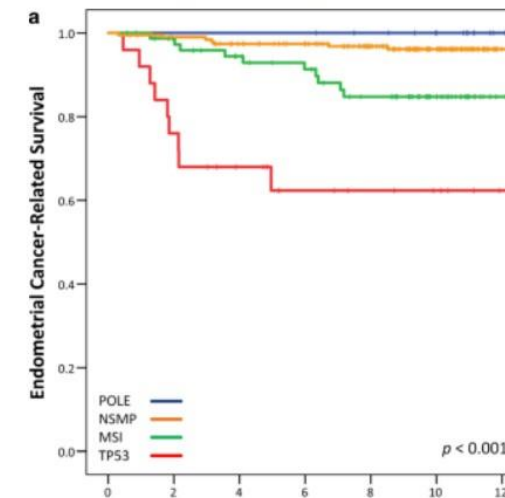 a
Endometrial Cancer-Related Survival
1.0
0.8
0.6
0.4
0.2
0.0
POLE
NSMP
MSI
TP53
p < 0.001
0 2 4 6 8 10 12